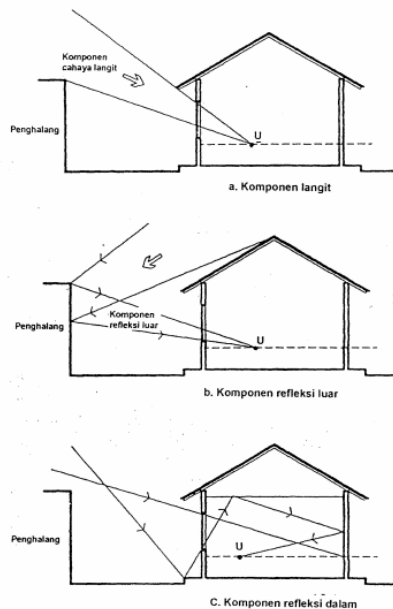 Komponen
cahaya langit
Penghalang
U
a. Komponen langit
Penghalang
Komponen
refleksi luar
U
b. Komponen refleksi luar
Penghalang
U
C. Komponen refleksi dalam